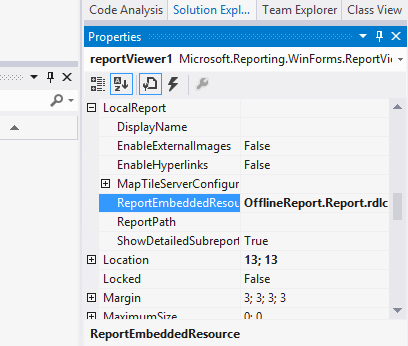 Code Analysis Solution Expl... Team Explorer Class View
Properties
reportViewer1 Microsoft.Reporting.WinForms.ReportVi
LocalReport
DisplayName
EnableExternalImages False
EnableHyperlinks False
MapTileServerConfigur
ReportEmbeddedResou OfflineReport.Report.rdlc
ReportPath
ShowDetailedSubreport True
Location 13; 13
Locked False
Margin 3; 3; 3; 3
MaximumSize 0; 0
ReportEmbeddedResource